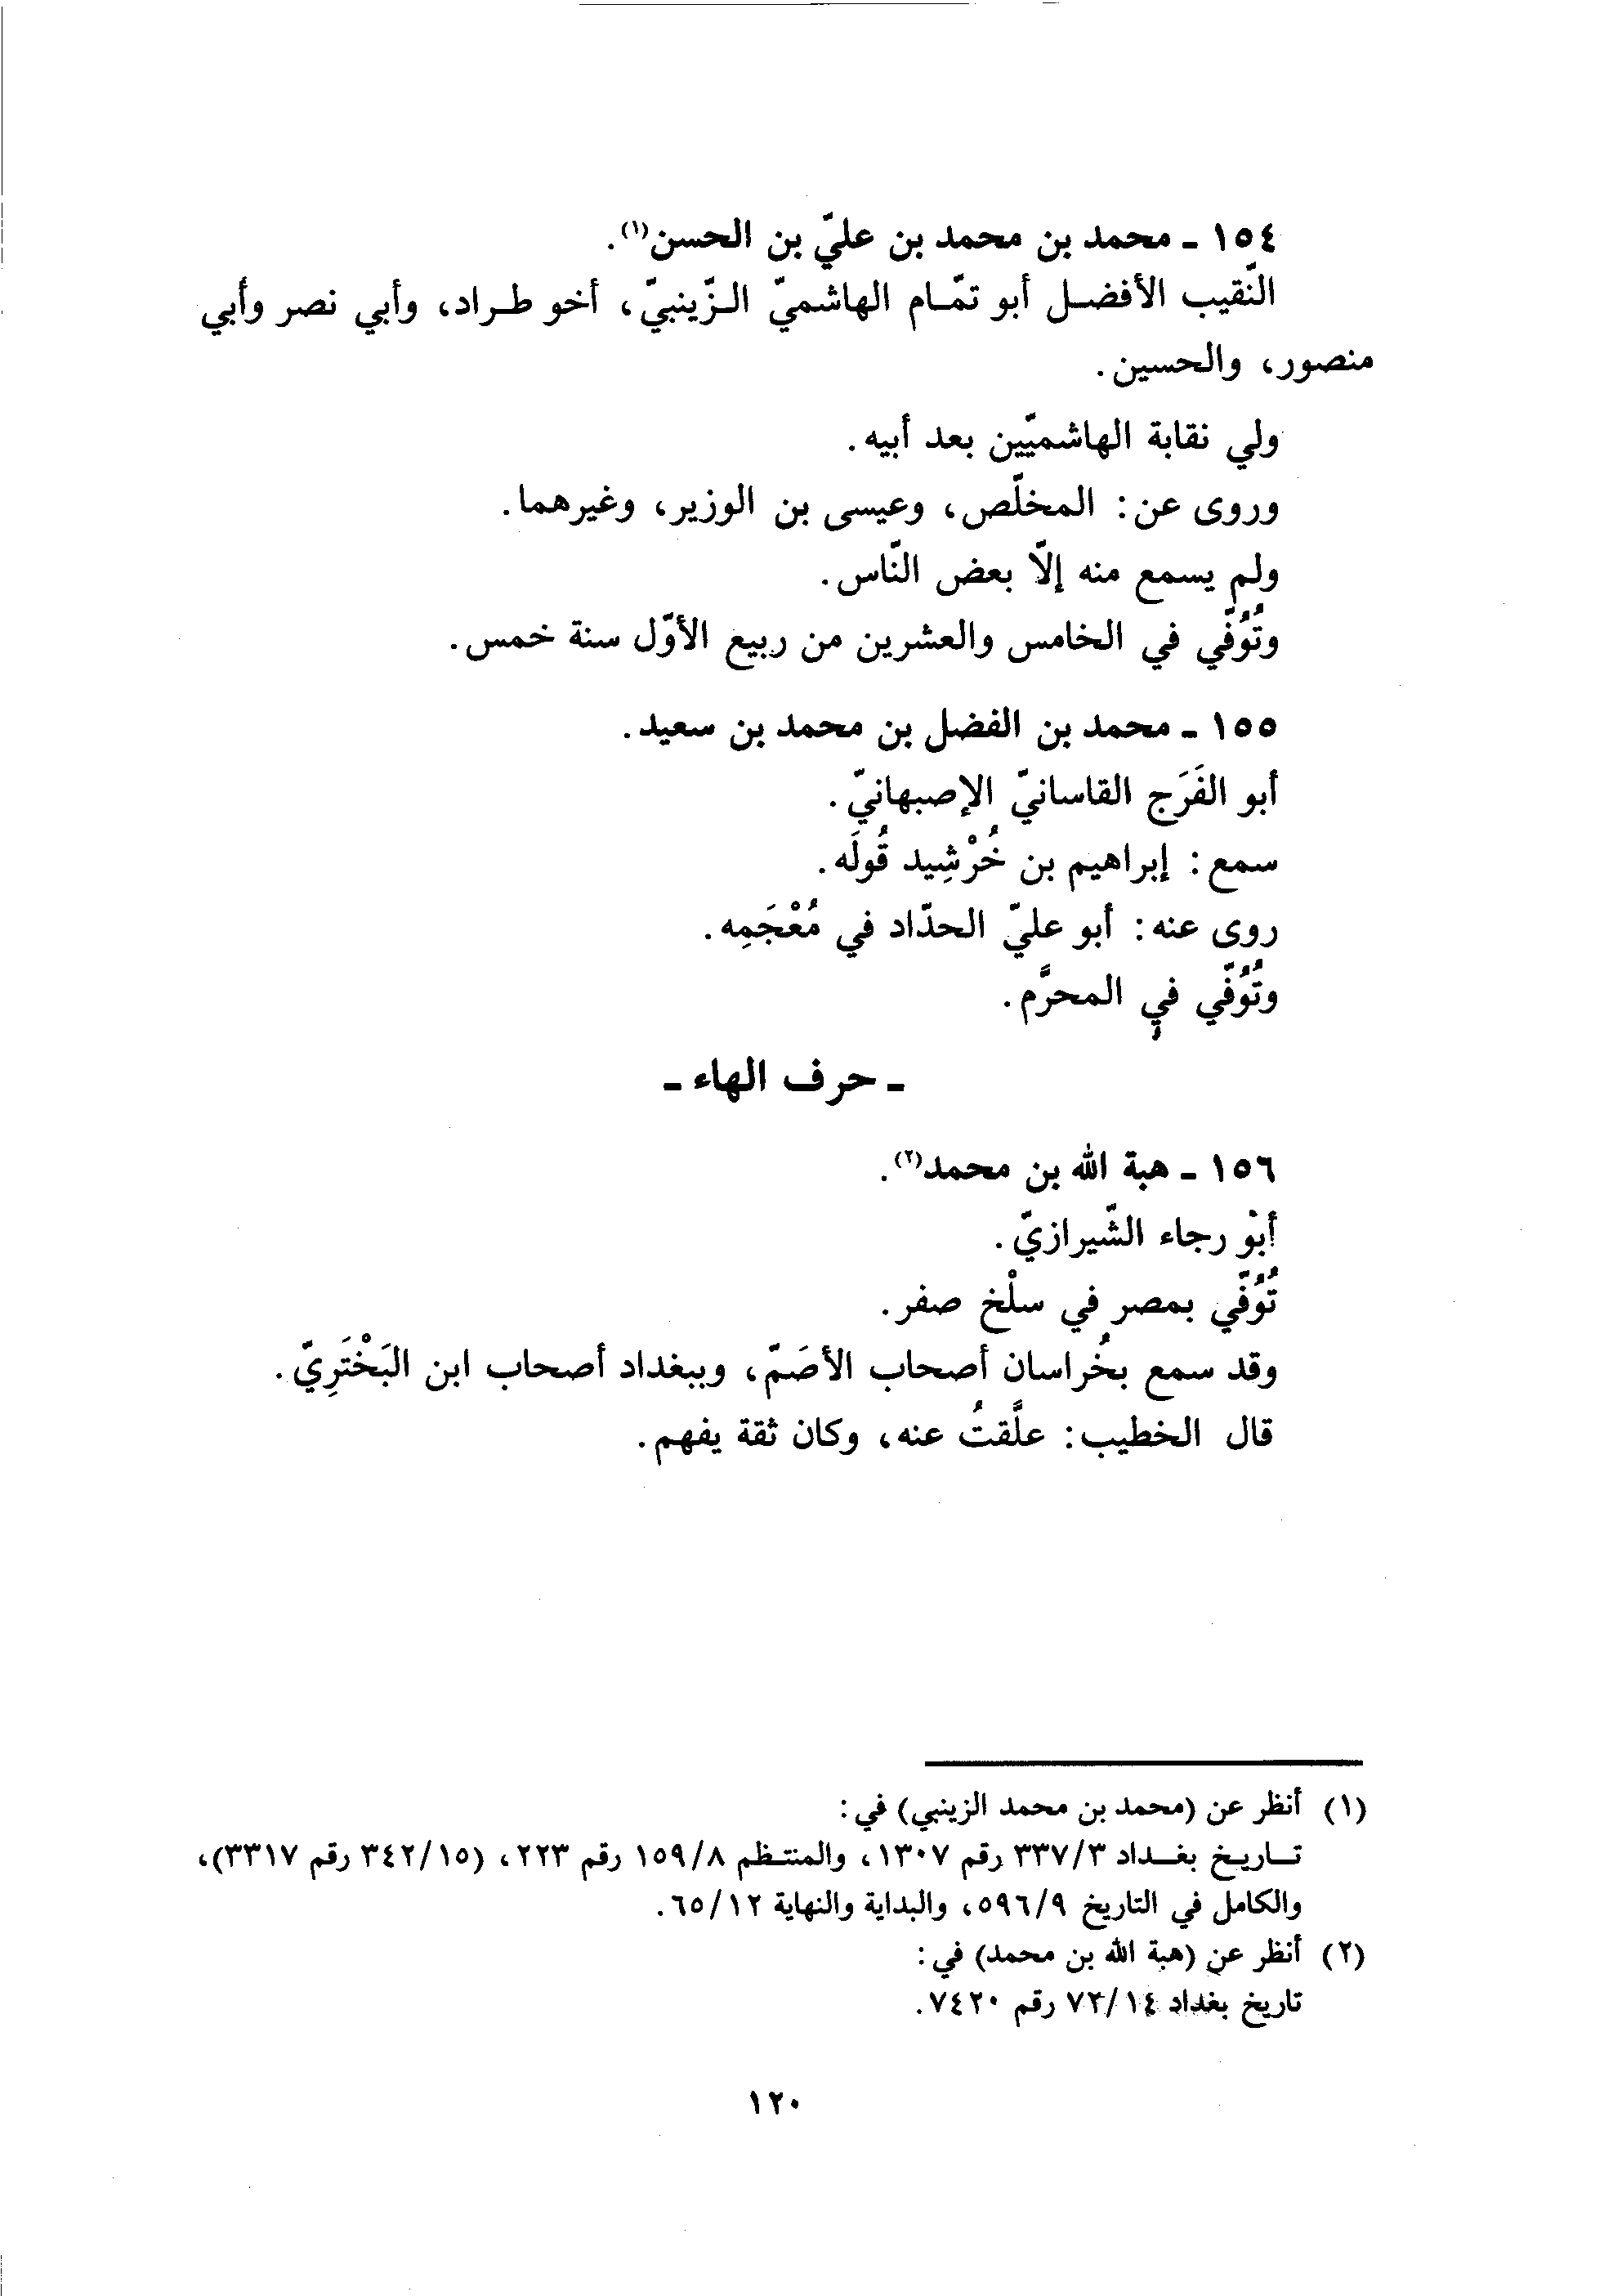 ١٥٤ ـ محمد بن محمد بن عليّ بن الحسن(١).
النّقيب الأفضل أبو تمّام الهاشميّ الزّينبيّ، أخو طراد، وأبي نصر وأبي
منصور، والحسين.
ولي نقابة الهاشميّين بعد أبيه.
وروى عن: المخلّص، وعيسى بن الوزير، وغيرهما.
ولم يسمع منه إلّا بعض النّاس.
وتُوُفّي في الخامس والعشرين من ربيع الأوّل سنة خمس.
١٥٥ ـ محمد بن الفضل بن محمد بن سعيد.
أبو الفَرَج القاسانيّ الإصبهانيّ.
سمع: إبراهيم بن خُرْشِيد قُولَه.
روى عنه: أبو عليّ الحدّاد في مُعْجَمِه.
وتُوُفّي في المحرَّم.
ـ حرف الهاء ـ
١٥٦ ـ هبة الله بن محمد(٢).
أبو رجاء الشّيرازيّ.
تُوُفّي بمصر في سلْخ صفر.
وقد سمع بخُراسان أصحاب الأصَمّ، وببغداد أصحاب ابن البَخْتَرِيّ.
قال الخطيب: علَّقتُ عنه، وكان ثقة يفهم.
(١) أنظر عن (محمد بن محمد الزينبي) في:
تاريخ بغداد ٣٣٧/٣ رقم ١٣٠٧، والمنتظم ١٥٩/٨ رقم ٢٢٣، (٣٤٢/١٥ رقم ٣٣١٧)،
والكامل في التاريخ ٥٩٦/٩، والبداية والنهاية ٦٥/١٢.
(٢) أنظر عن (هبة الله بن محمد) في:
تاريخ بغداد ٧٢/١٤ رقم ٧٤٢٠.
١٢٠